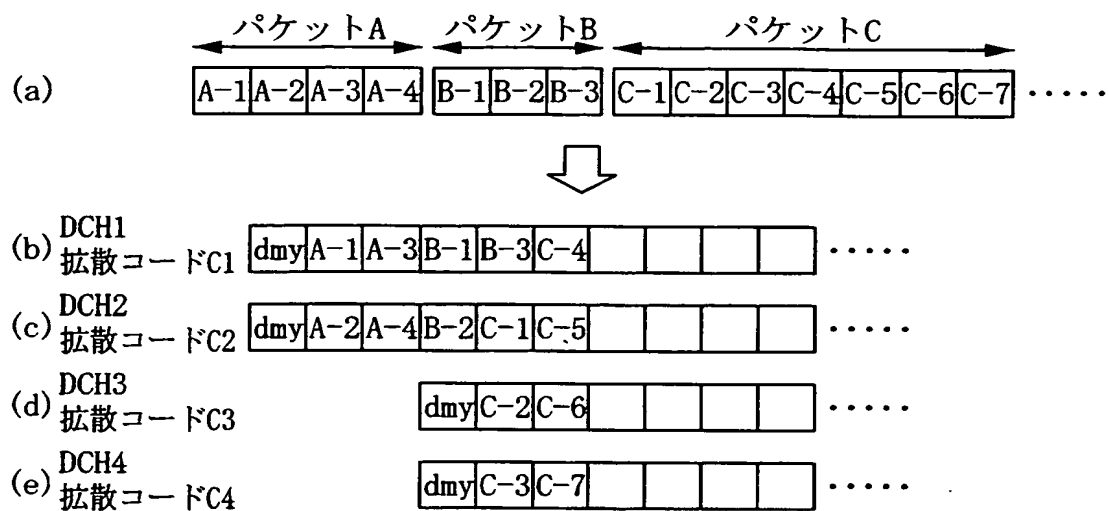 パケットA パケットB パケットC
(a) A-1 A-2 A-3 A-4 B-1 B-2 B-3 C-1 C-2 C-3 C-4 C-5 C-6 C-7 ·····
(b) DCH1
拡散コードC1 dmy A-1 A-3 B-1 B-3 C-4 ·····
(c) DCH2
拡散コードC2 dmy A-2 A-4 B-2 C-1 C-5 ·····
(d) DCH3
拡散コードC3 dmy C-2 C-6 ·····
(e) DCH4
拡散コードC4 dmy C-3 C-7 ·····